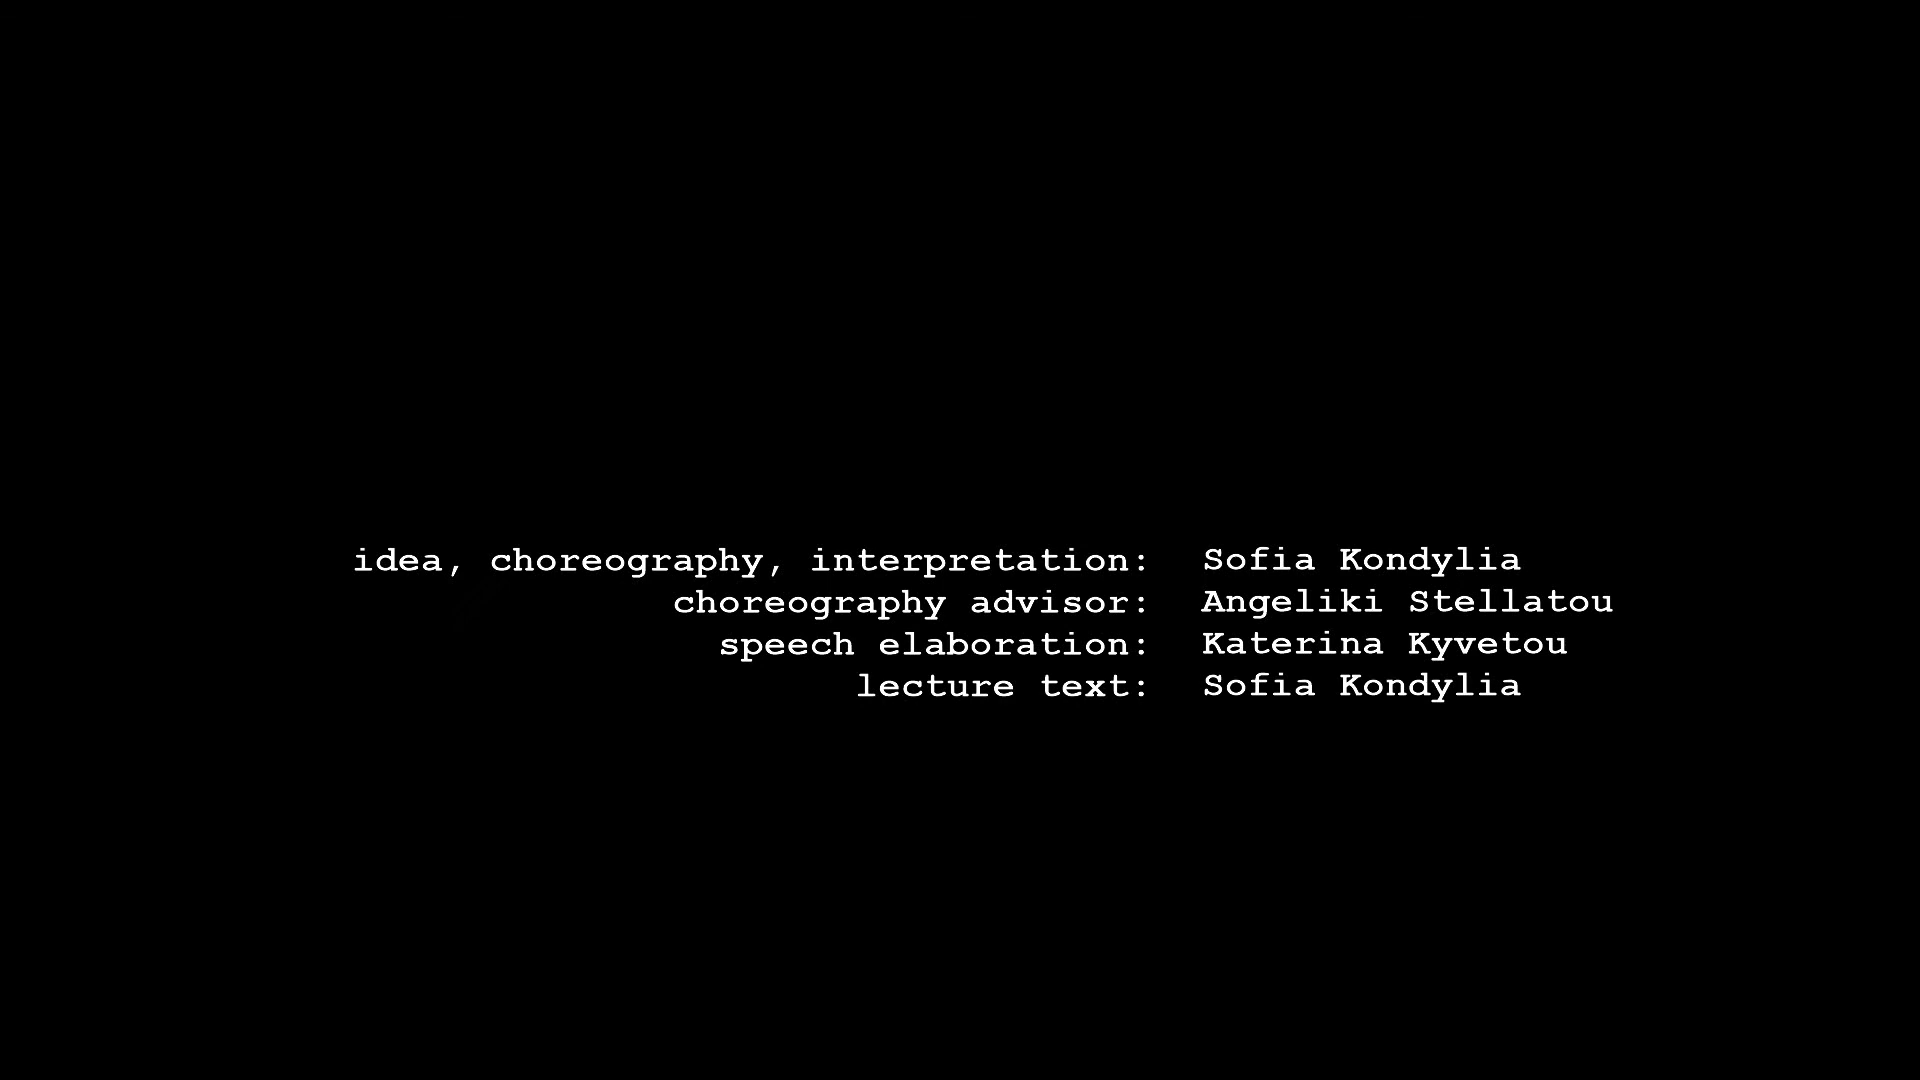 idea, choreography, interpretation: Sofia Kondylia
choreography advisor: Angeliki Stellatou
speech elaboration: Katerina Kyvetou
lecture text: Sofia Kondylia